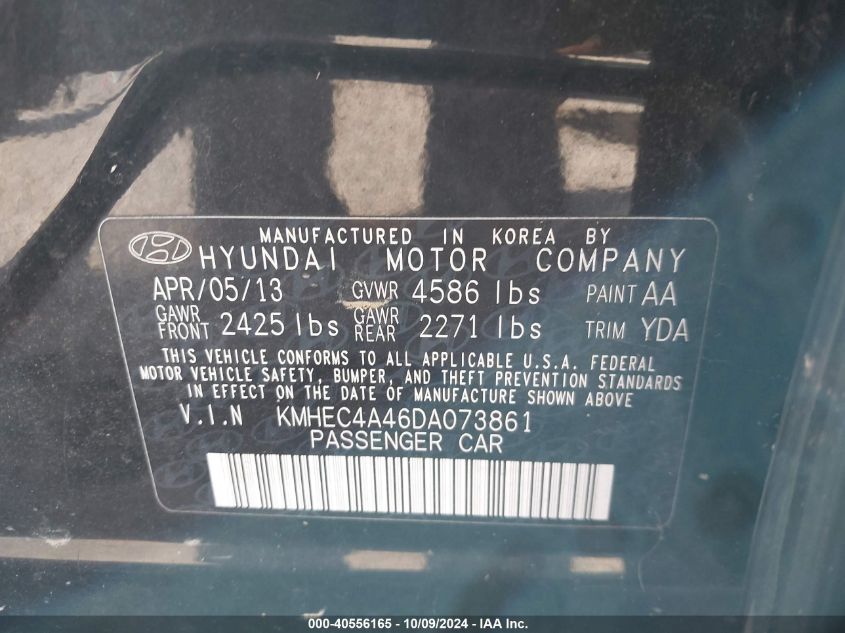 MANUFACTURED IN KOREA BY
HYUNDAI MOTOR COMPANY
APR/05/13 GVWR 4586 lbs PAINT AA
GAWR FRONT 2425 lbs GAWR REAR 2271 lbs TRIM YDA
THIS VEHICLE CONFORMS TO ALL APPLICABLE U.S.A. FEDERAL
MOTOR VEHICLE SAFETY, BUMPER, AND THEFT PREVENTION STANDARDS
IN EFFECT ON THE DATE OF MANUFACTURE SHOWN ABOVE
V.I.N KMHEC4A46DA073861
PASSENGER CAR
000-40556165 - 10/09/2024 - IAA Inc.